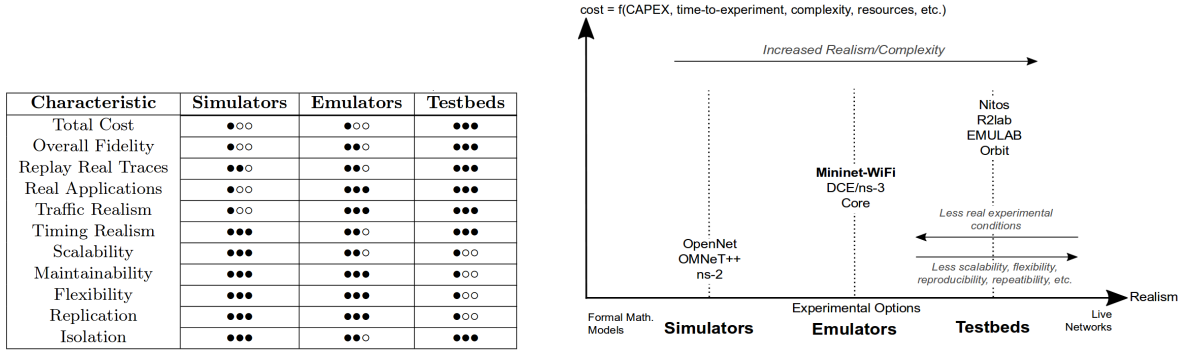 Characteristic Simulators Emulators Testbeds
Total Cost ●○○ ●○○ ●●●
Overall Fidelity ●○○ ●●○ ●●●
Replay Real Traces ●●○ ●●○ ●●●
Real Applications ●○○ ●●● ●●●
Traffic Realism ●○○ ●●● ●●●
Timing Realism ●●● ●●○ ●●●
Scalability ●●● ●●○ ●○○
Maintainability ●●● ●●● ●○○
Flexibility ●●● ●●● ●○○
Replication ●●● ●●● ●○○
Isolation ●●● ●●○ ●●●
cost = f(CAPEX, time-to-experiment, complexity, resources, etc.)
Increased Realism/Complexity
Nitos
R2lab
EMULAB
Orbit
Mininet-WiFi
DCE/ns-3
Core
OpenNet
OMNeT++
ns-2
Less real experimental
conditions
Less scalability, flexibility,
reproducibility, repeatibility, etc.
Realism
Experimental Options
Formal Math.
Models
Simulators
Emulators
Testbeds
Live
Networks